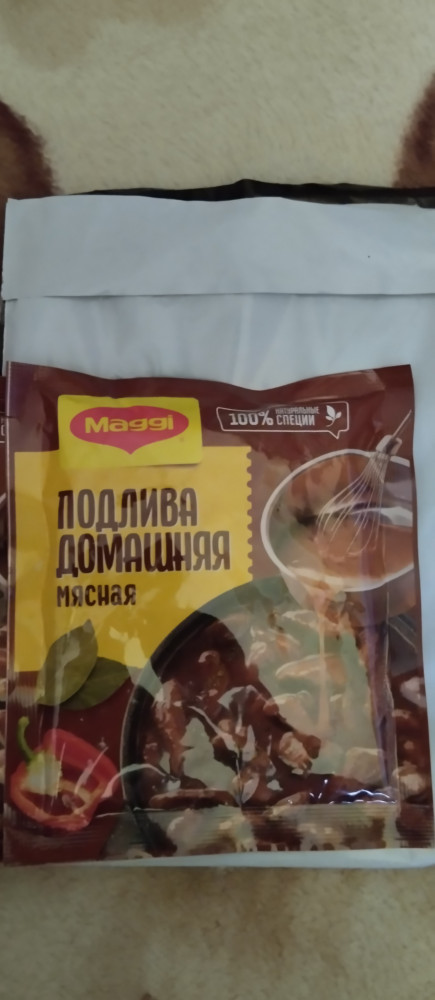 Maggi
100% НАТУРАЛЬНЫЕ
СПЕЦИИ
ПОДЛИВА
ДОМАШНЯЯ
МЯСНАЯ